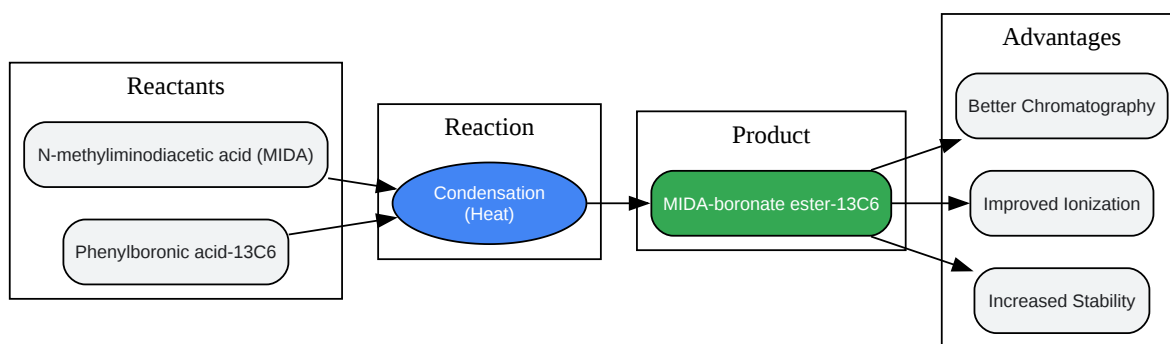 Reactants
N-methyliminodiacetic acid (MIDA)
Phenylboronic acid-13C6
Reaction
Condensation
(Heat)
Product
MIDA-boronate ester-13C6
Advantages
Better Chromatography
Improved Ionization
Increased Stability